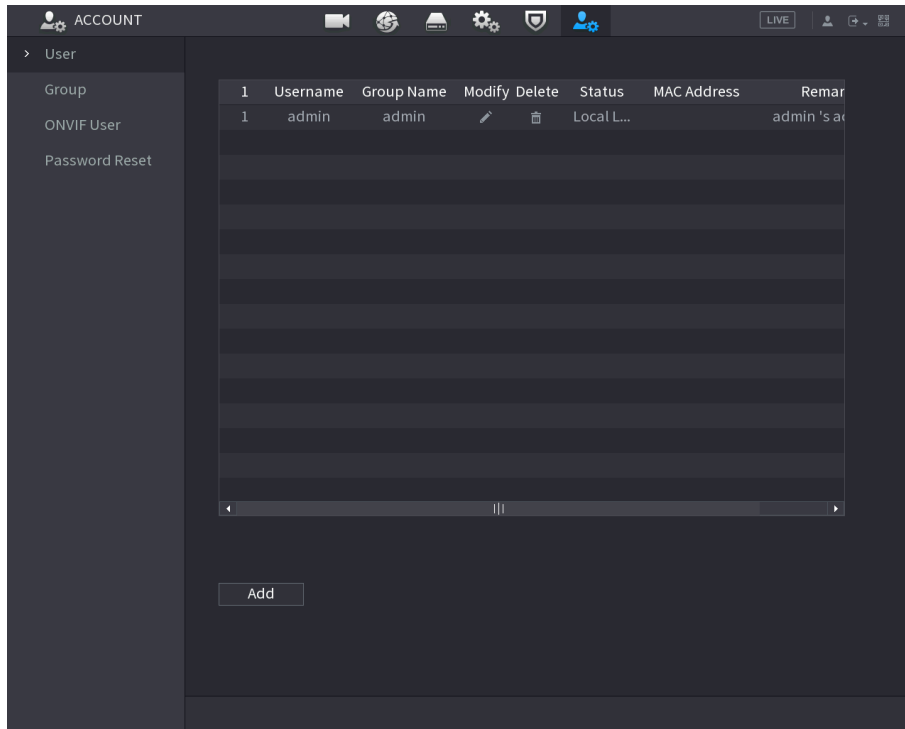 ACCOUNT LIVE
User
Group
ONVIF User
Password Reset
1 Username Group Name Modify Delete Status MAC Address Remar
1 admin admin Local L... admin 's ac
Add